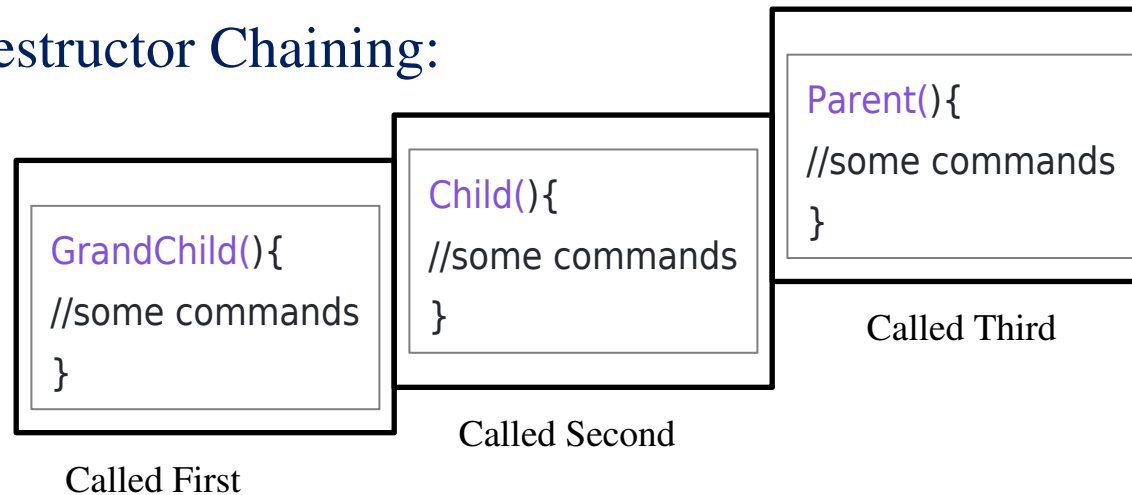 estructor Chaining:
GrandChild(){
//some commands
}
Called First
Child(){
//some commands
}
Called Second
Parent(){
//some commands
}
Called Third